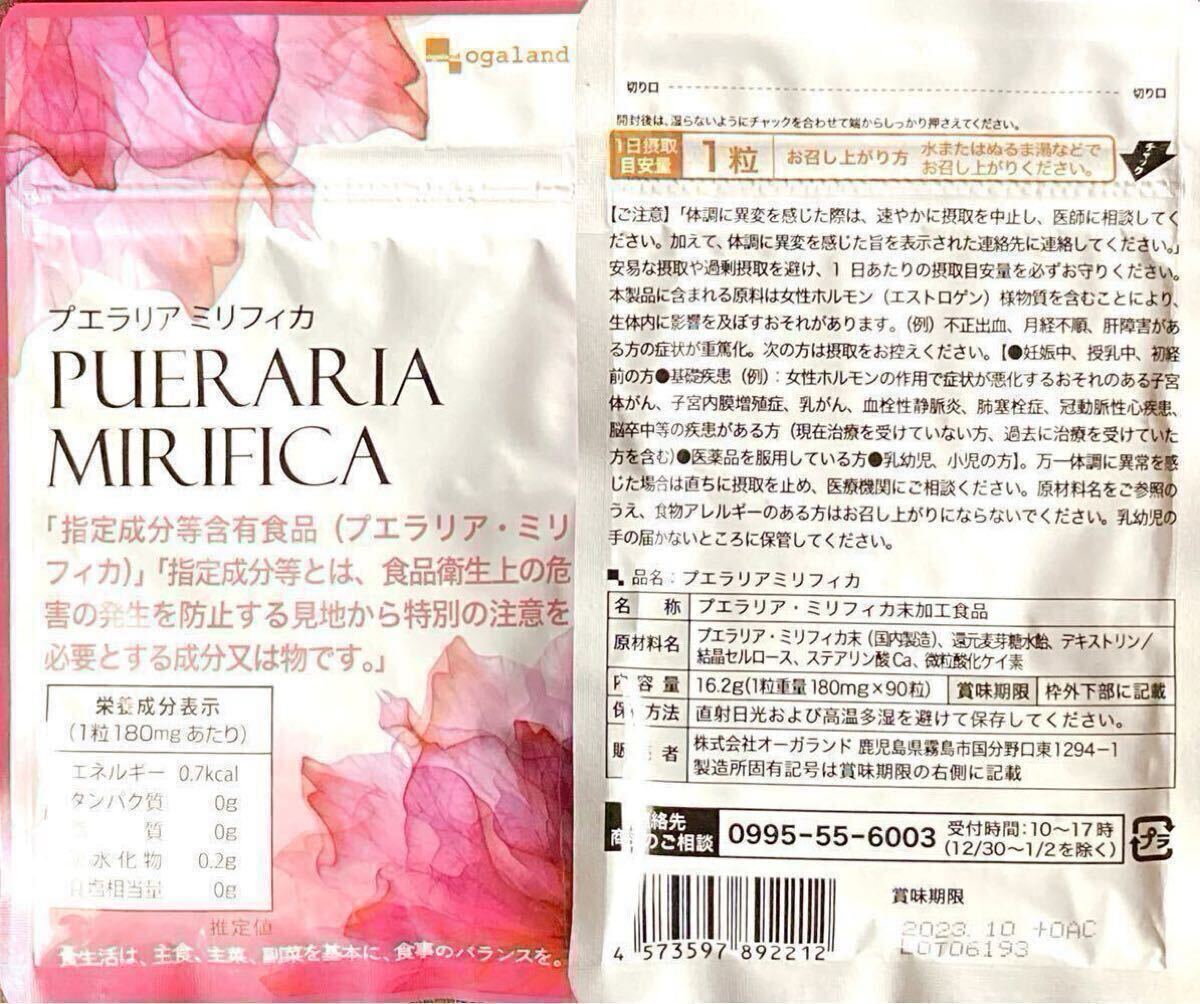 ogaland
プエラリア ミリフィカ
PUERARIA
MIRIFICA
「指定成分等含有食品(プエラリア・ミリ
フィカ)」「指定成分等とは、食品衛生上の危
害の発生を防止する見地から特別の注意を
必要とする成分又は物です。」
栄養成分表示
(1粒180mgあたり)
エネルギー 0.7kcal
タンパク質 0g
質 0g
水化物 0.2g
塩相当量 0g
推定値
食生活は、主食、主菜、副菜を基本に、食事のバランスを。
切り口 切り口
開封後は、湿らないようにチャックを合わせて端からしっかり押さえてください。
1日摂取目安量 1粒 お召し上がり方 水またはぬるま湯などで
お召し上がりください。
チャック
【ご注意】「体調に異変を感じた際は、速やかに摂取を中止し、医師に相談してく
ださい。加えて、体調に異変を感じた旨を表示された連絡先に連絡してください。」
安易な摂取や過剰摂取を避け、1日あたりの摂取目安量を必ずお守りください。
本製品に含まれる原料は女性ホルモン(エストロゲン)様物質を含むことにより、
生体内に影響を及ぼすおそれがあります。(例)不正出血、月経不順、肝障害があ
る方の症状が重篤化。次の方は摂取をお控えください。【●妊娠中、授乳中、初経
前の方●基礎疾患(例):女性ホルモンの作用で症状が悪化するおそれのある子宮
体がん、子宮内膜増殖症、乳がん、血栓性静脈炎、肺塞栓症、冠動脈性心疾患、
脳卒中等の疾患がある方(現在治療を受けていない方、過去に治療を受けていた
方を含む)●医薬品を服用している方●乳幼児、小児の方】。万一体調に異常を感
じた場合は直ちに摂取を止め、医療機関にご相談ください。原材料名をご参照の
うえ、食物アレルギーのある方はお召し上がりにならないでください。乳幼児の
手の届かないところに保管してください。
品名:プエラリアミリフィカ
名 称 プエラリア・ミリフィカ末加工食品
原材料名 プエラリア・ミリフィカ末(国内製造)、還元麦芽糖水飴、デキストリン/
結晶セルロース、ステアリン酸Ca、微粒酸化ケイ素
内容量 16.2g(1粒重量180mg×90粒) 賞味期限 枠外下部に記載
保 方法 直射日光および高温多湿を避けて保存してください。
販 者 株式会社オーガランド 鹿児島県霧島市国分野口東1294-1
製造所固有記号は賞味期限の右側に記載
絡先
商 のご相談 0995-55-6003 受付時間:10〜17時
(12/30〜1/2を除く)
プラ
賞味期限
2023.10 +OAC
LOT06193
4 573597 892212